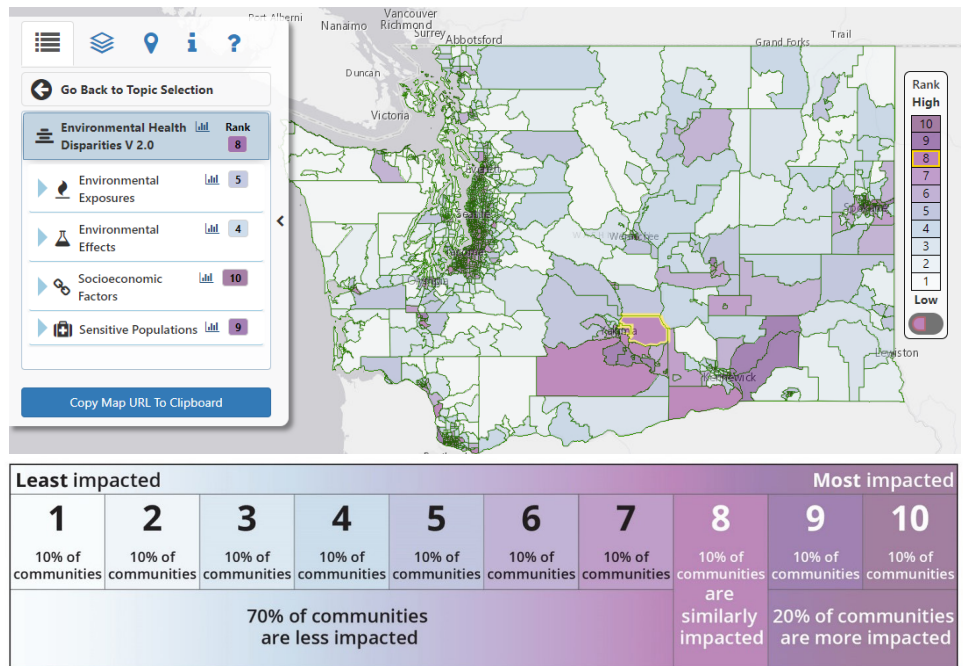 Port Alberni
Nanaimo
Vancouver
Richmond
Surrey
Abbotsford
Grand Forks
Trail
Duncan
Victoria
?
Go Back to Topic Selection
Environmental Health
Disparities V 2.0
Rank
8
Environmental
Exposures
5
Environmental
Effects
4
Socioeconomic
Factors
10
Sensitive Populations
9
Copy Map URL To Clipboard
Everett
Seattle
Tacoma
Olympia
Wenatchee
Spokane
Yakima
Kennewick
Lewiston
Rank
High
10
9
8
7
6
5
4
3
2
1
Low
Least impacted
Most impacted
1 2 3 4 5 6 7 8 9 10
10% of 10% of 10% of 10% of 10% of 10% of 10% of 10% of 10% of 10% of
communities communities communities communities communities communities communities communities communities communities
70% of communities
are less impacted
are
similarly
impacted
20% of communities
are more impacted